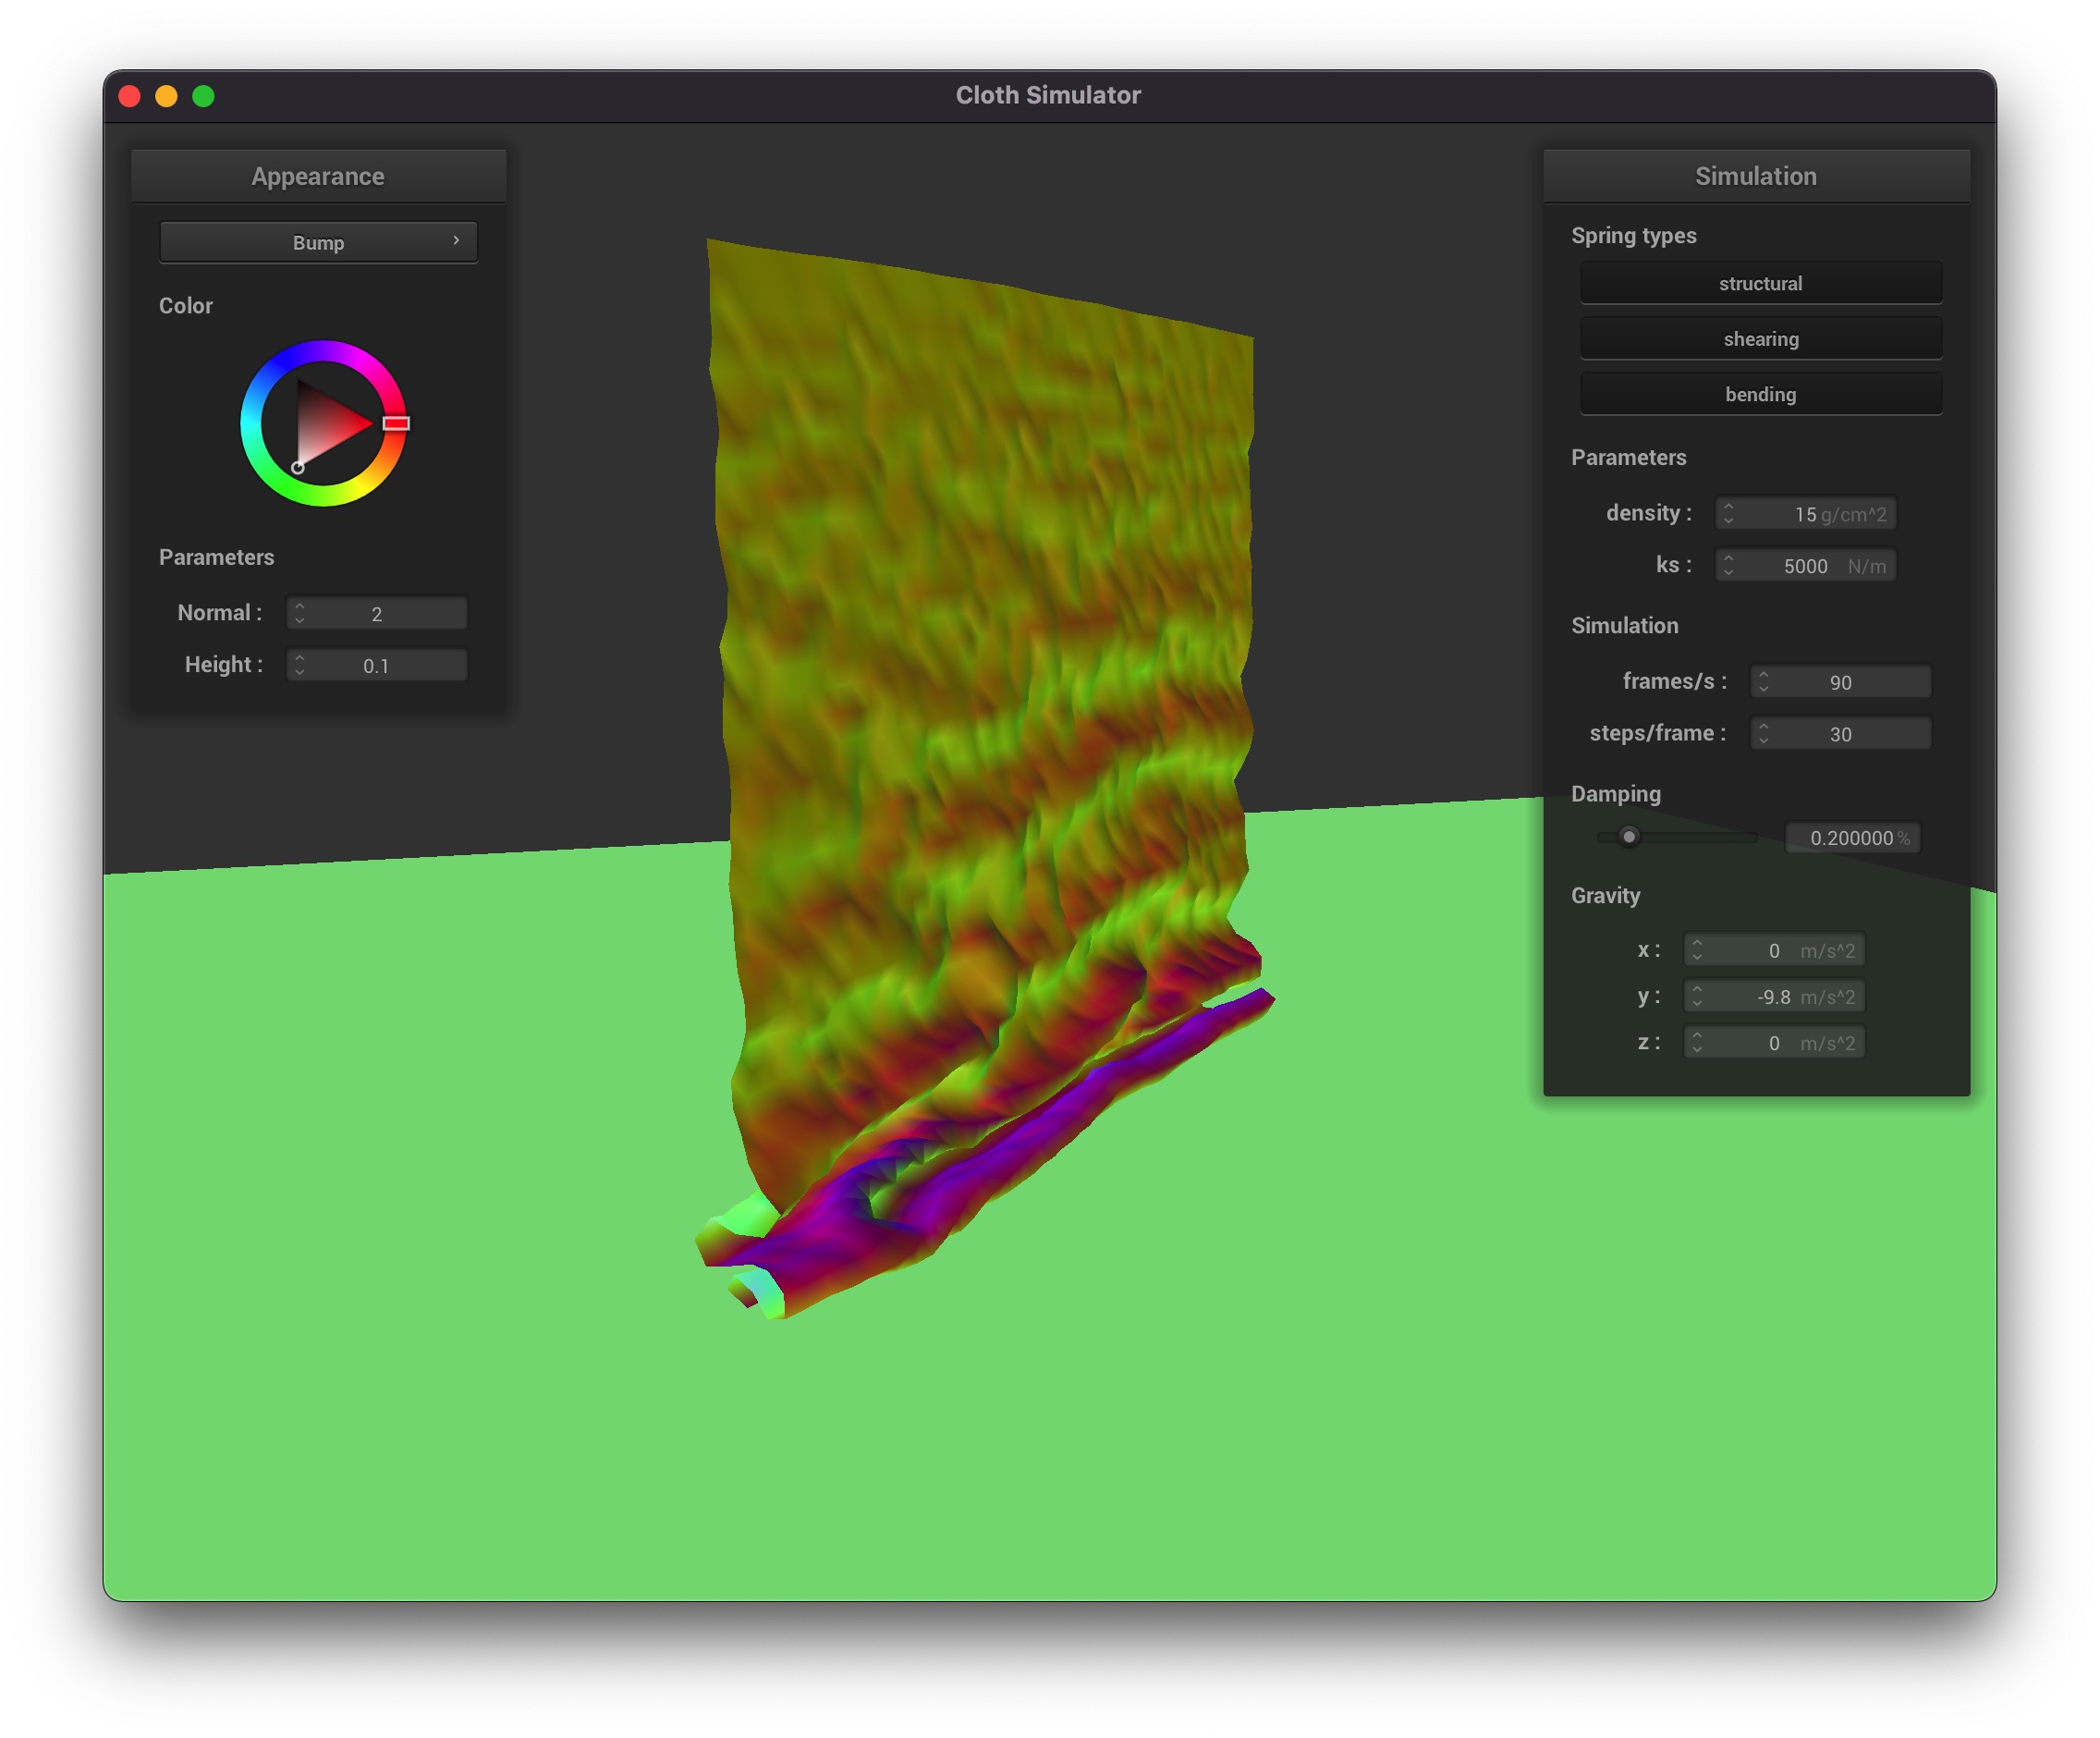 Cloth Simulator
Appearance
Bump
Color
Parameters
Normal : 2
Height : 0.1
Simulation
Spring types
structural
shearing
bending
Parameters
density : 15 g/cm^2
ks : 5000 N/m
Simulation
frames/s : 90
steps/frame : 30
Damping
0.200000 %
Gravity
x : 0 m/s^2
y : -9.8 m/s^2
z : 0 m/s^2